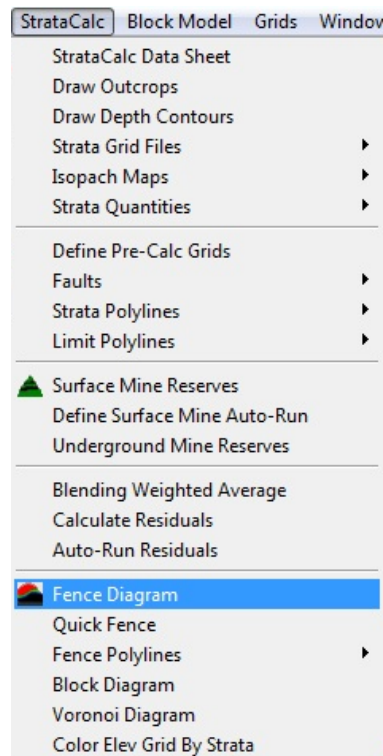 StrataCalc Block Model Grids Window
StrataCalc Data Sheet
Draw Outcrops
Draw Depth Contours
Strata Grid Files
Isopach Maps
Strata Quantities
Define Pre-Calc Grids
Faults
Strata Polylines
Limit Polylines
Surface Mine Reserves
Define Surface Mine Auto-Run
Underground Mine Reserves
Blending Weighted Average
Calculate Residuals
Auto-Run Residuals
Fence Diagram
Quick Fence
Fence Polylines
Block Diagram
Voronoi Diagram
Color Elev Grid By Strata